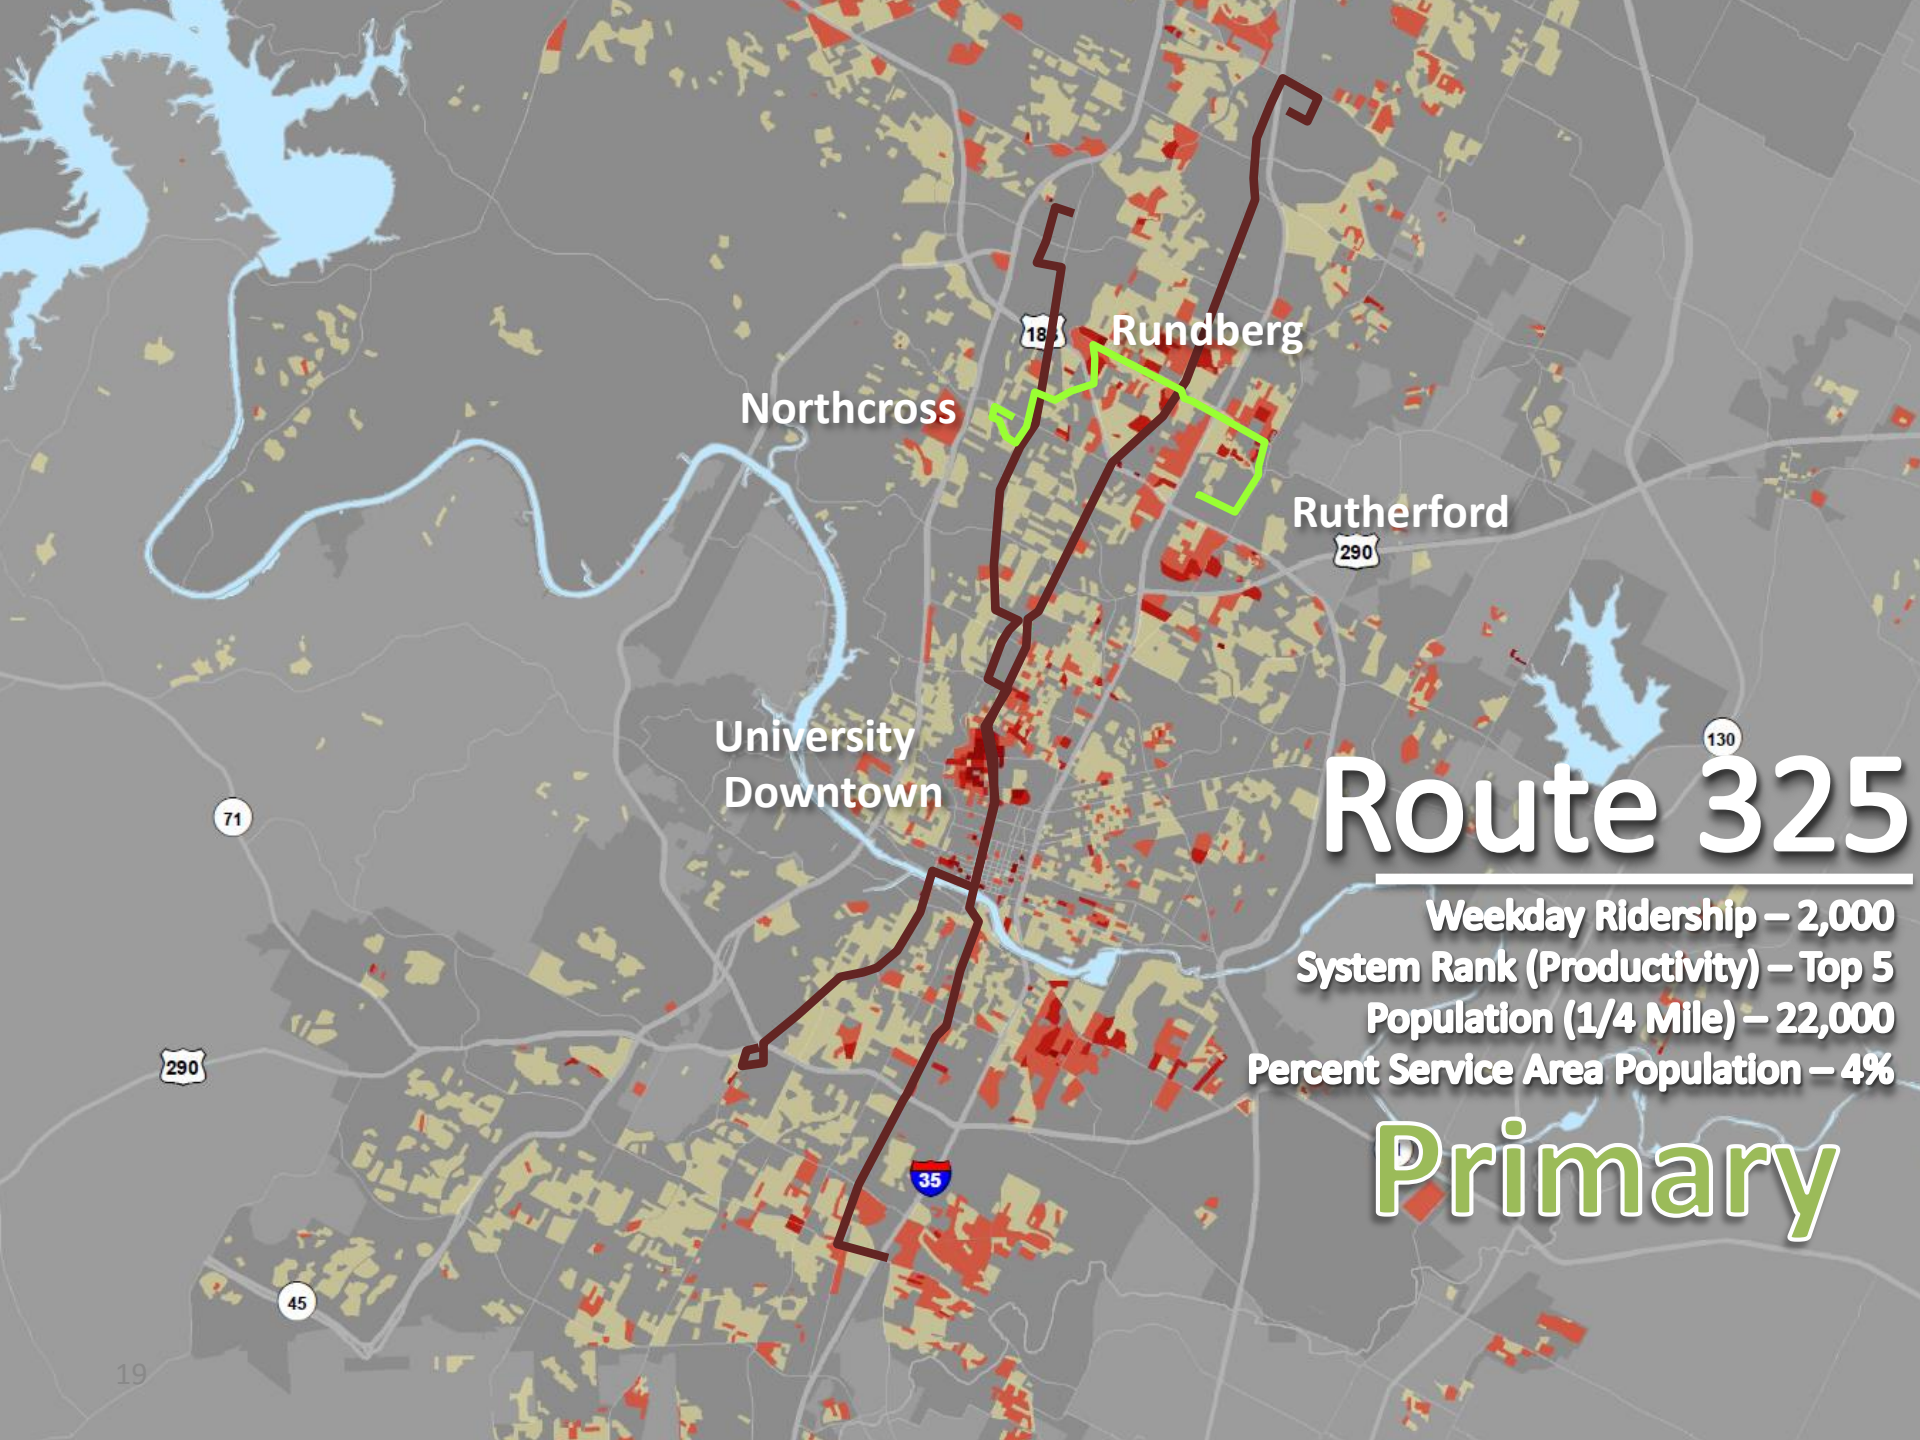 Rundberg
Northcross
Rutherford
290
University
Downtown
130
71
Route 325
Weekday Ridership – 2,000
System Rank (Productivity) – Top 5
Population (1/4 Mile) – 22,000
Percent Service Area Population – 4%
290
Primary
35
45
19